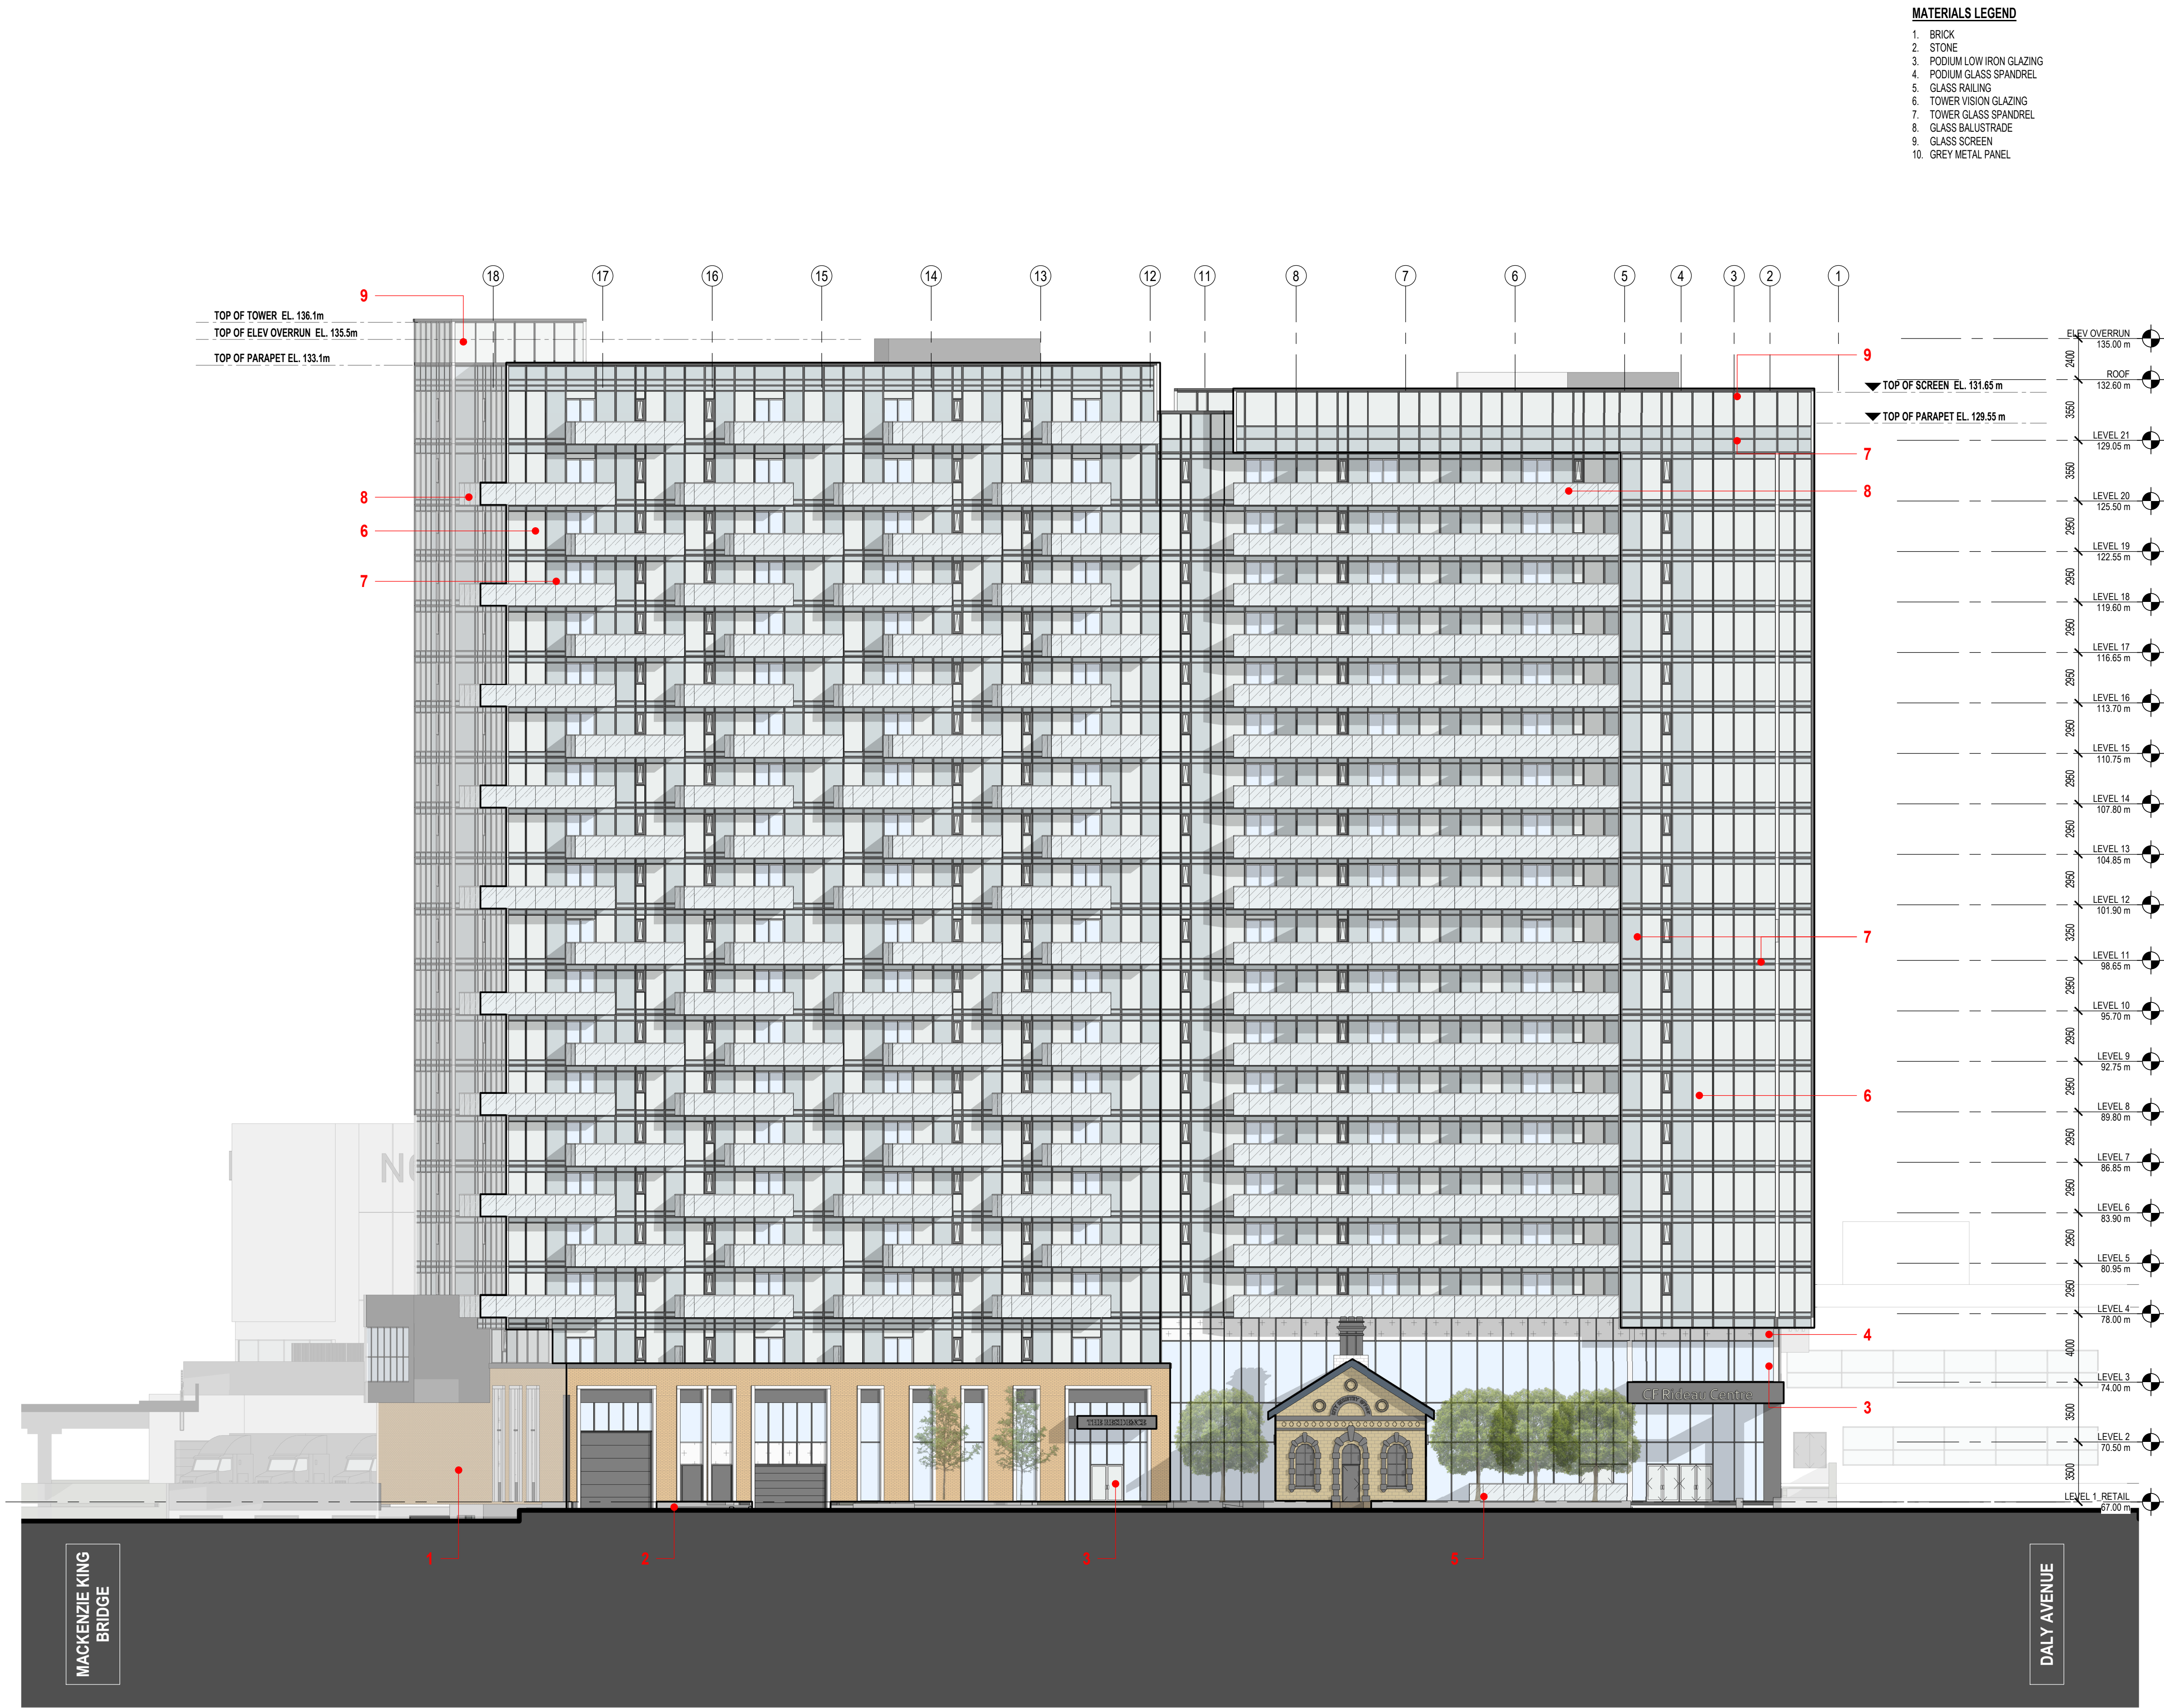 MATERIALS LEGEND
1. BRICK
2. STONE
3. PODIUM LOW IRON GLAZING
4. PODIUM GLASS SPANDREL
5. GLASS RAILING
6. TOWER VISION GLAZING
7. TOWER GLASS SPANDREL
8. GLASS BALUSTRADE
9. GLASS SCREEN
10. GREY METAL PANEL
18 17 16 15 14 13 12 11 8 7 6 5 4 3 2 1
9
TOP OF TOWER EL. 136.1m
TOP OF ELEV OVERRUN EL. 135.5m
TOP OF PARAPET EL. 133.1m
8
6
7
9
TOP OF SCREEN EL. 131.65 m
TOP OF PARAPET EL. 129.55 m
7
8
7
6
4
3
ELEV OVERRUN
135.00 m
2400
ROOF
132.60 m
3550
LEVEL 21
129.05 m
3550
LEVEL 20
125.50 m
2950
LEVEL 19
122.55 m
2950
LEVEL 18
119.60 m
2950
LEVEL 17
116.65 m
2950
LEVEL 16
113.70 m
2950
LEVEL 15
110.75 m
2950
LEVEL 14
107.80 m
2950
LEVEL 13
104.85 m
2950
LEVEL 12
101.90 m
3250
LEVEL 11
98.65 m
2950
LEVEL 10
95.70 m
2950
LEVEL 9
92.75 m
2950
LEVEL 8
89.80 m
2950
LEVEL 7
86.85 m
2950
LEVEL 6
83.90 m
2950
LEVEL 5
80.95 m
2950
LEVEL 4
78.00 m
4000
LEVEL 3
74.00 m
3500
LEVEL 2
70.50 m
3500
LEVEL 1_RETAIL
67.00 m
THE RESIDENCE
CF Rideau Centre
1
2
3
5
MACKENZIE KING
BRIDGE
DALY AVENUE